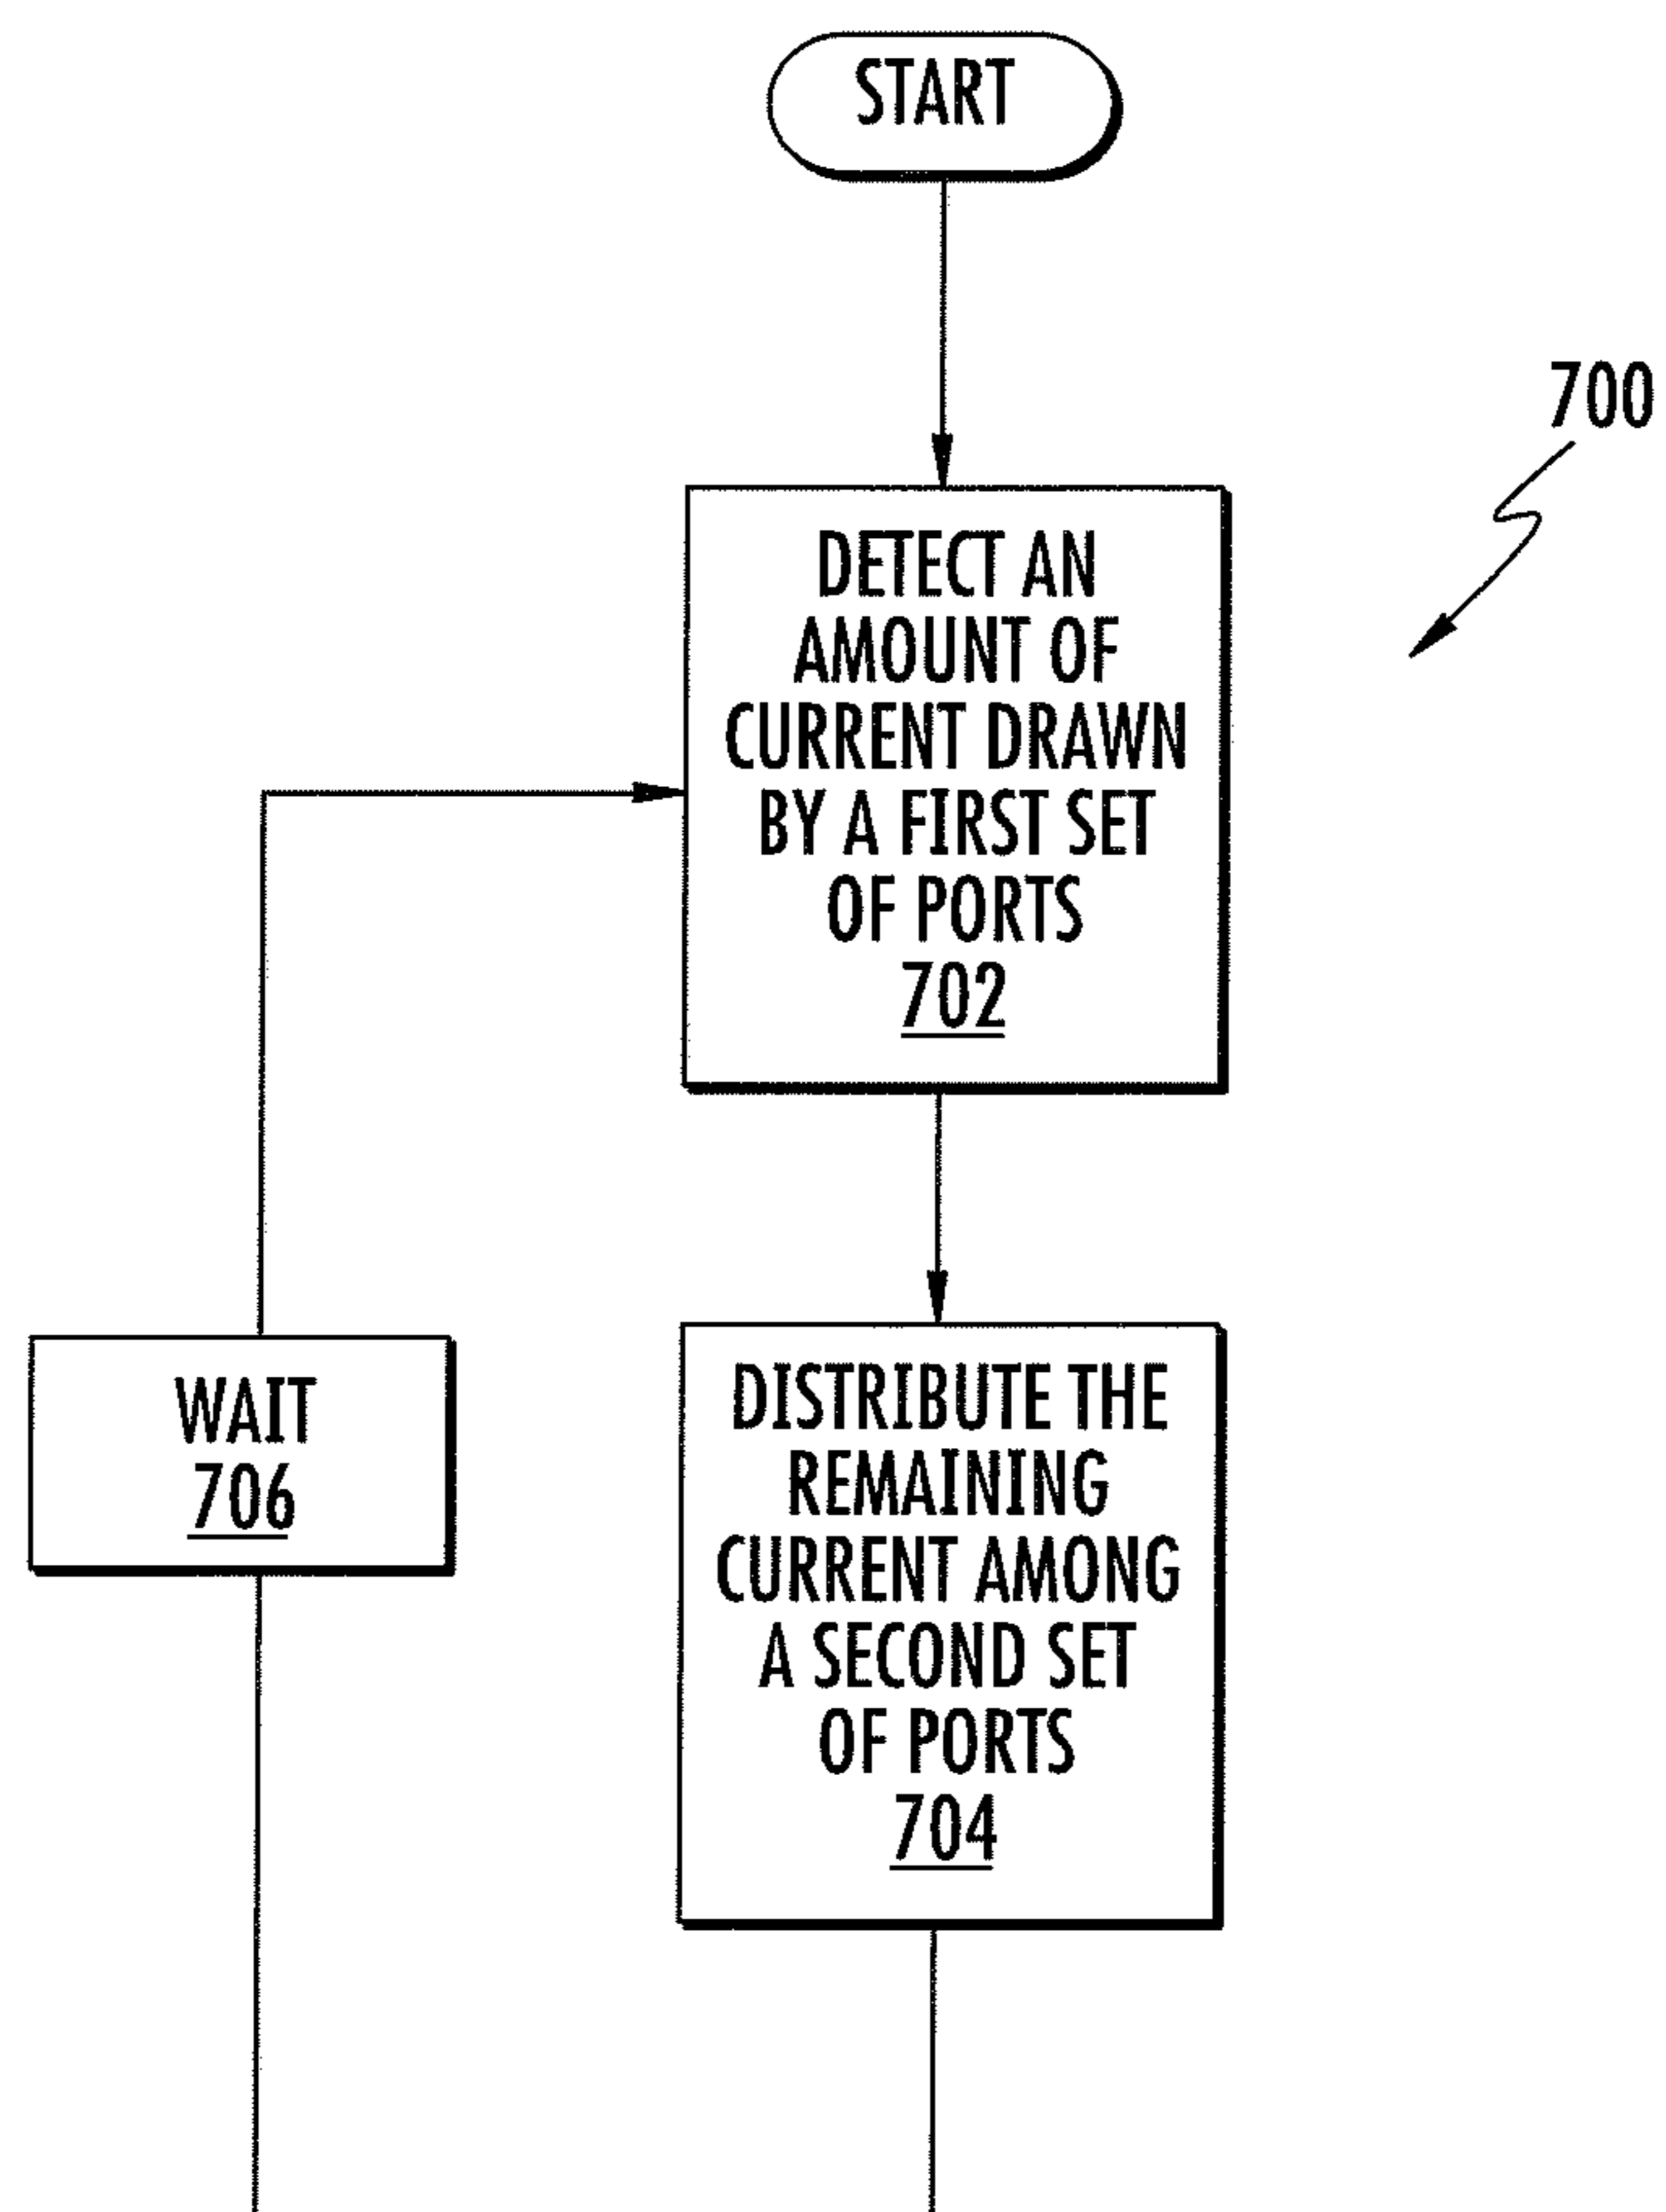 START
700
DETECT AN
AMOUNT OF
CURRENT DRAWN
BY A FIRST SET
OF PORTS
702
DISTRIBUTE THE
REMAINING
CURRENT AMONG
A SECOND SET
OF PORTS
704
WAIT
706